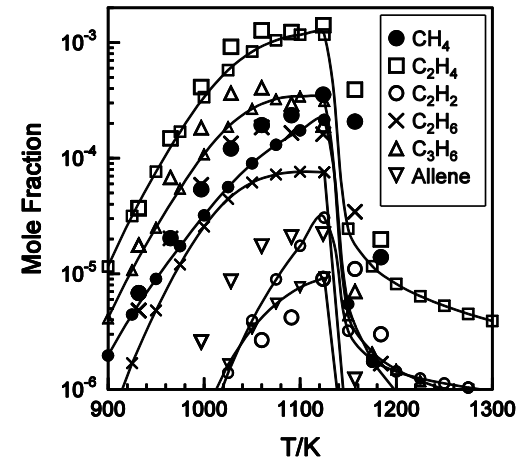 10⁻³
10⁻⁴
10⁻⁵
10⁻⁶
Mole Fraction
CH₄
C₂H₄
C₂H₂
C₂H₆
C₃H₆
Allene
900 1000 1100 1200 1300
T/K